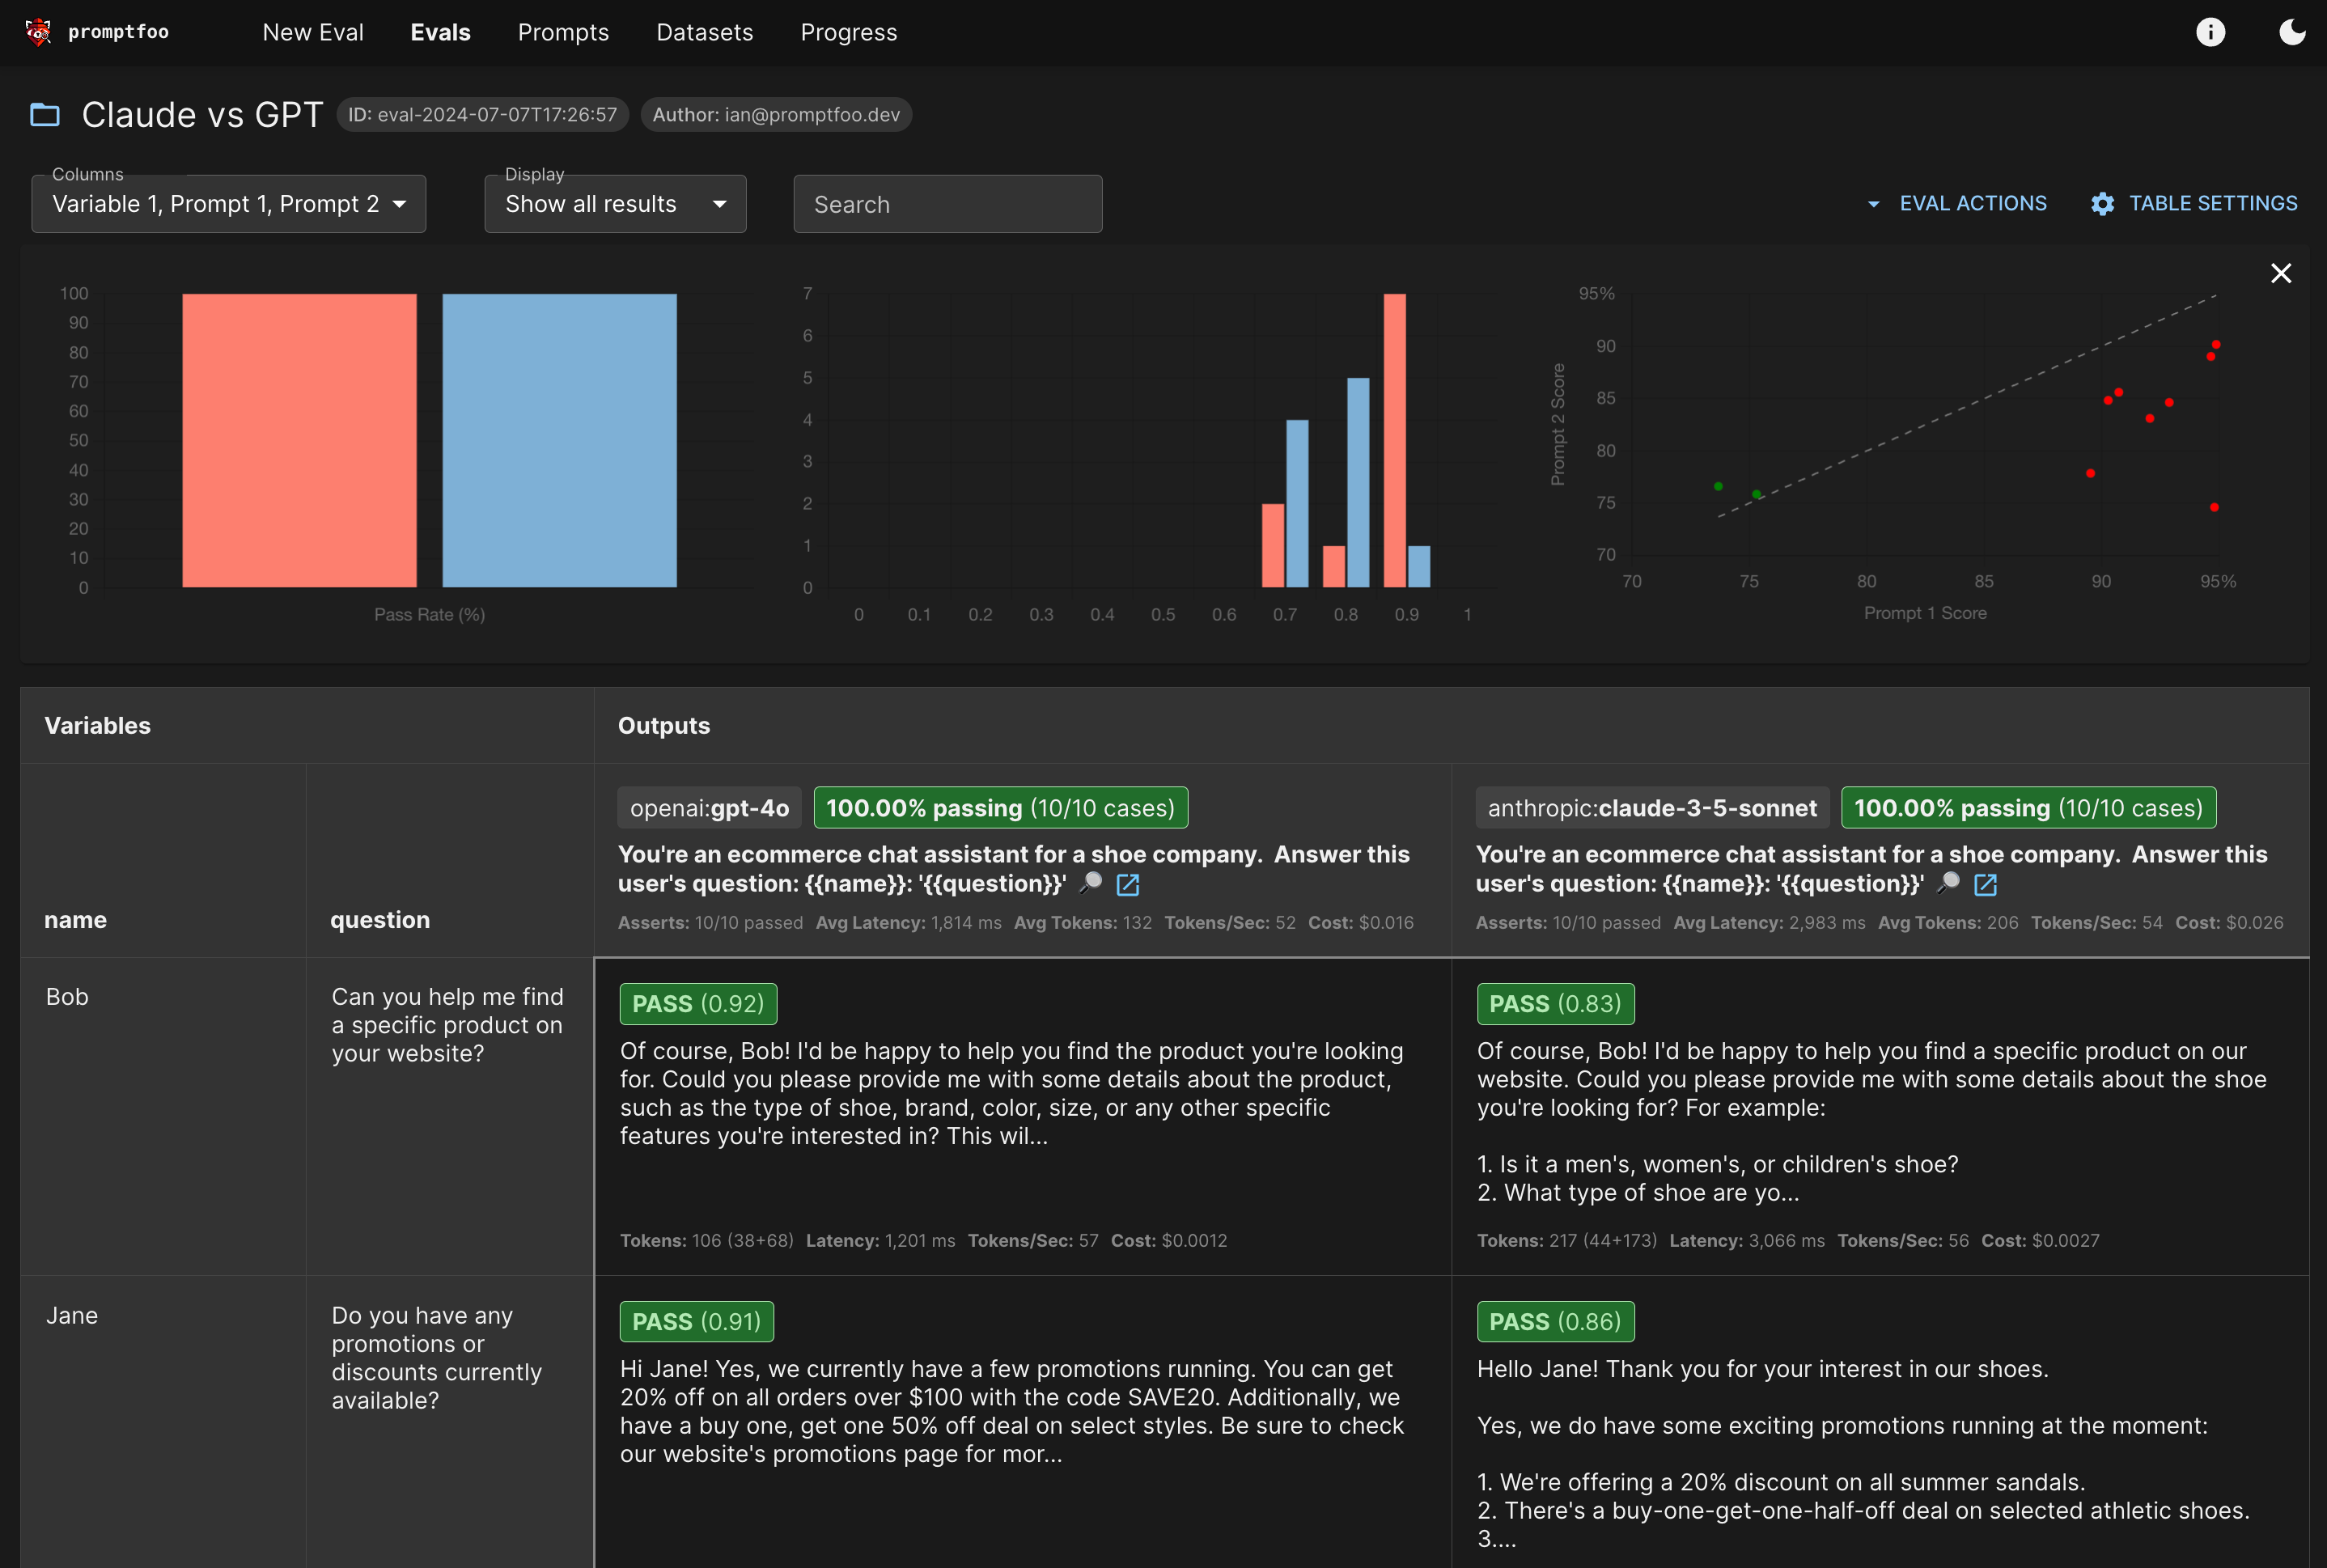 promptfoo
New Eval
Evals
Prompts
Datasets
Progress
Claude vs GPT
ID: eval-2024-07-07T17:26:57
Author: ian@promptfoo.dev
Columns
Variable 1, Prompt 1, Prompt 2
Display
Show all results
Search
EVAL ACTIONS
TABLE SETTINGS
100
90
80
70
60
50
40
30
20
10
0
Pass Rate (%)
7
6
5
4
3
2
1
0
0 0.1 0.2 0.3 0.4 0.5 0.6 0.7 0.8 0.9 1
95%
90
85
80
75
70
Prompt 2 Score
70 75 80 85 90 95%
Prompt 1 Score
Variables
Outputs
name
question
openai:gpt-4o
100.00% passing (10/10 cases)
You're an ecommerce chat assistant for a shoe company. Answer this
user's question: {{name}}: '{{question}}'
Asserts: 10/10 passed Avg Latency: 1,814 ms Avg Tokens: 132 Tokens/Sec: 52 Cost: $0.016
anthropic:claude-3-5-sonnet
100.00% passing (10/10 cases)
You're an ecommerce chat assistant for a shoe company. Answer this
user's question: {{name}}: '{{question}}'
Asserts: 10/10 passed Avg Latency: 2,983 ms Avg Tokens: 206 Tokens/Sec: 54 Cost: $0.026
Bob
Can you help me find
a specific product on
your website?
PASS (0.92)
Of course, Bob! I'd be happy to help you find the product you're looking
for. Could you please provide me with some details about the product,
such as the type of shoe, brand, color, size, or any other specific
features you're interested in? This wil...
Tokens: 106 (38+68) Latency: 1,201 ms Tokens/Sec: 57 Cost: $0.0012
PASS (0.83)
Of course, Bob! I'd be happy to help you find a specific product on our
website. Could you please provide me with some details about the shoe
you're looking for? For example:
1. Is it a men's, women's, or children's shoe?
2. What type of shoe are yo...
Tokens: 217 (44+173) Latency: 3,066 ms Tokens/Sec: 56 Cost: $0.0027
Jane
Do you have any
promotions or
discounts currently
available?
PASS (0.91)
Hi Jane! Yes, we currently have a few promotions running. You can get
20% off on all orders over $100 with the code SAVE20. Additionally, we
have a buy one, get one 50% off deal on select styles. Be sure to check
our website's promotions page for mor...
PASS (0.86)
Hello Jane! Thank you for your interest in our shoes.
Yes, we do have some exciting promotions running at the moment:
1. We're offering a 20% discount on all summer sandals.
2. There's a buy-one-get-one-half-off deal on selected athletic shoes.
3....